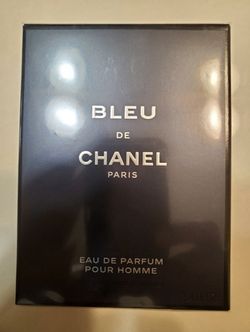 BLEU
DE
CHANEL
PARIS
EAU DE PARFUM
POUR HOMME